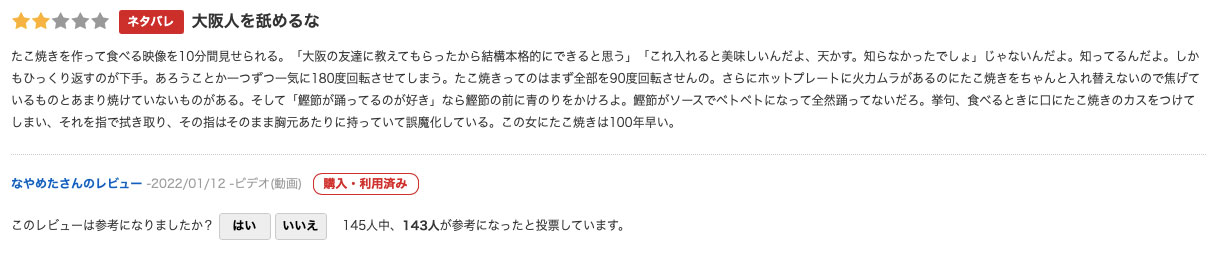 ネタバレ 大阪人を舐めるな
たこ焼きを作って食べる映像を10分間見せられる。「大阪の友達に教えてもらったから結構本格的にできると思う」「これ入れると美味しいんだよ、天かす。知らなかったでしょ」じゃないんだよ。知ってるんだよ。しか
もひっくり返すのが下手。あろうことか一つずつ一気に180度回転させてしまう。たこ焼きってのはまず全部を90度回転させんの。さらにホットプレートに火力ムラがあるのにたこ焼きをちゃんと入れ替えないので焦げて
いるものとあまり焼けていないものがある。そして「鰹節が踊ってるのが好き」なら鰹節の前に青のりをかけろよ。鰹節がソースでベトベトになって全然踊ってないだろ。挙句、食べるときに口にたこ焼きのカスをつけて
しまい、それを指で拭き取り、その指はそのまま胸元あたりに持っていて誤魔化している。この女にたこ焼きは100年早い。
なやめたさんのレビュー -2022/01/12 -ビデオ(動画) 購入・利用済み
このレビューは参考になりましたか? はい いいえ 145人中、143人が参考になったと投票しています。